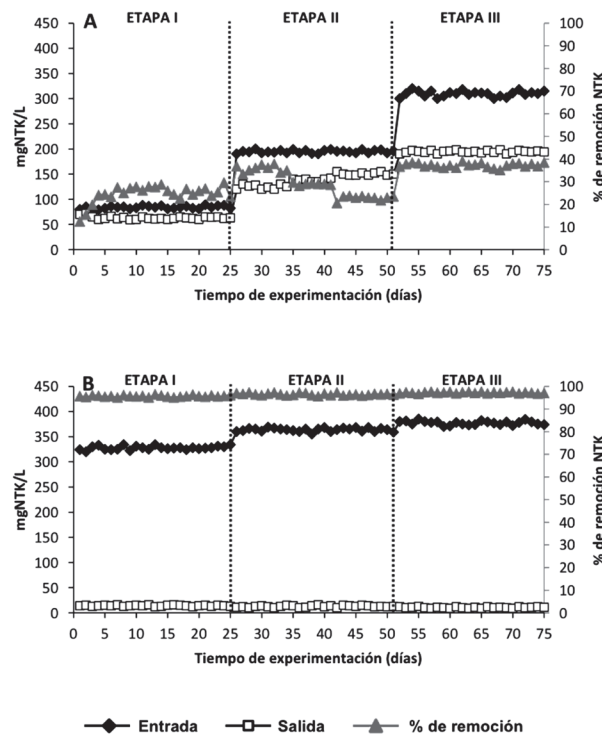 A
ETAPA I ETAPA II ETAPA III
450 400 350 300 250 200 150 100 50 0
mgNTK/L
100 90 80 70 60 50 40 30 20 10 0
% de remoción NTK
0 5 10 15 20 25 30 35 40 45 50 55 60 65 70 75
Tiempo de experimentación (días)
B
ETAPA I ETAPA II ETAPA III
450 400 350 300 250 200 150 100 50 0
mgNTK/L
100 90 80 70 60 50 40 30 20 10 0
% de remoción NTK
0 5 10 15 20 25 30 35 40 45 50 55 60 65 70 75
Tiempo de experimentación (días)
Entrada Salida % de remoción